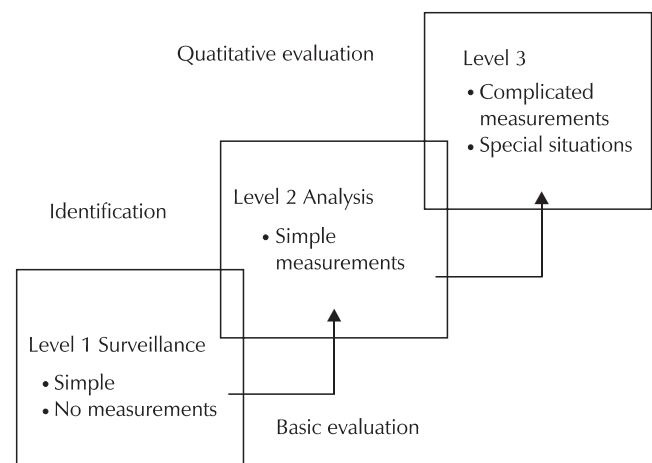 Quatitative evaluation
Level 3
• Complicated
measurements
• Special situations
Identification
Level 2 Analysis
• Simple
measurements
Level 1 Surveillance
• Simple
• No measurements
Basic evaluation